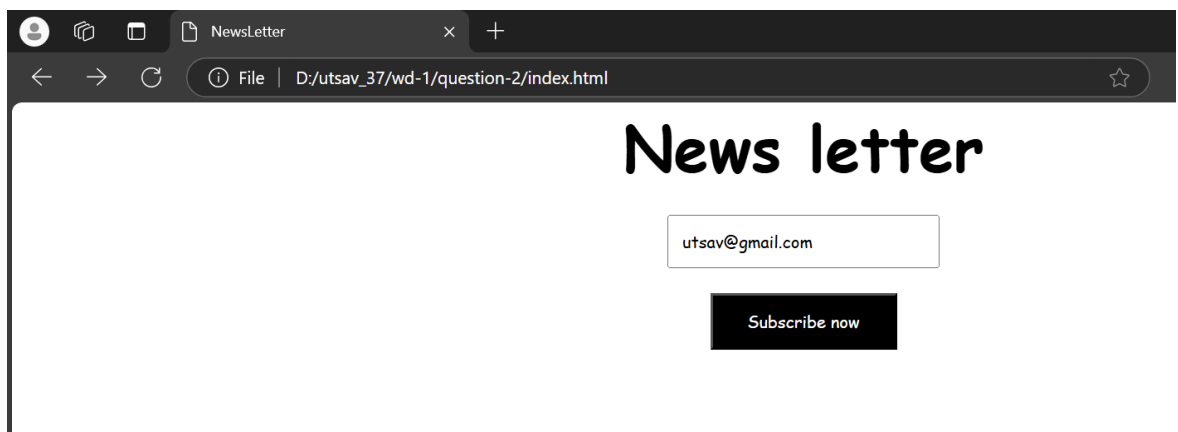 NewsLetter
File | D:/utsav_37/wd-1/question-2/index.html
News letter
utsav@gmail.com
Subscribe now